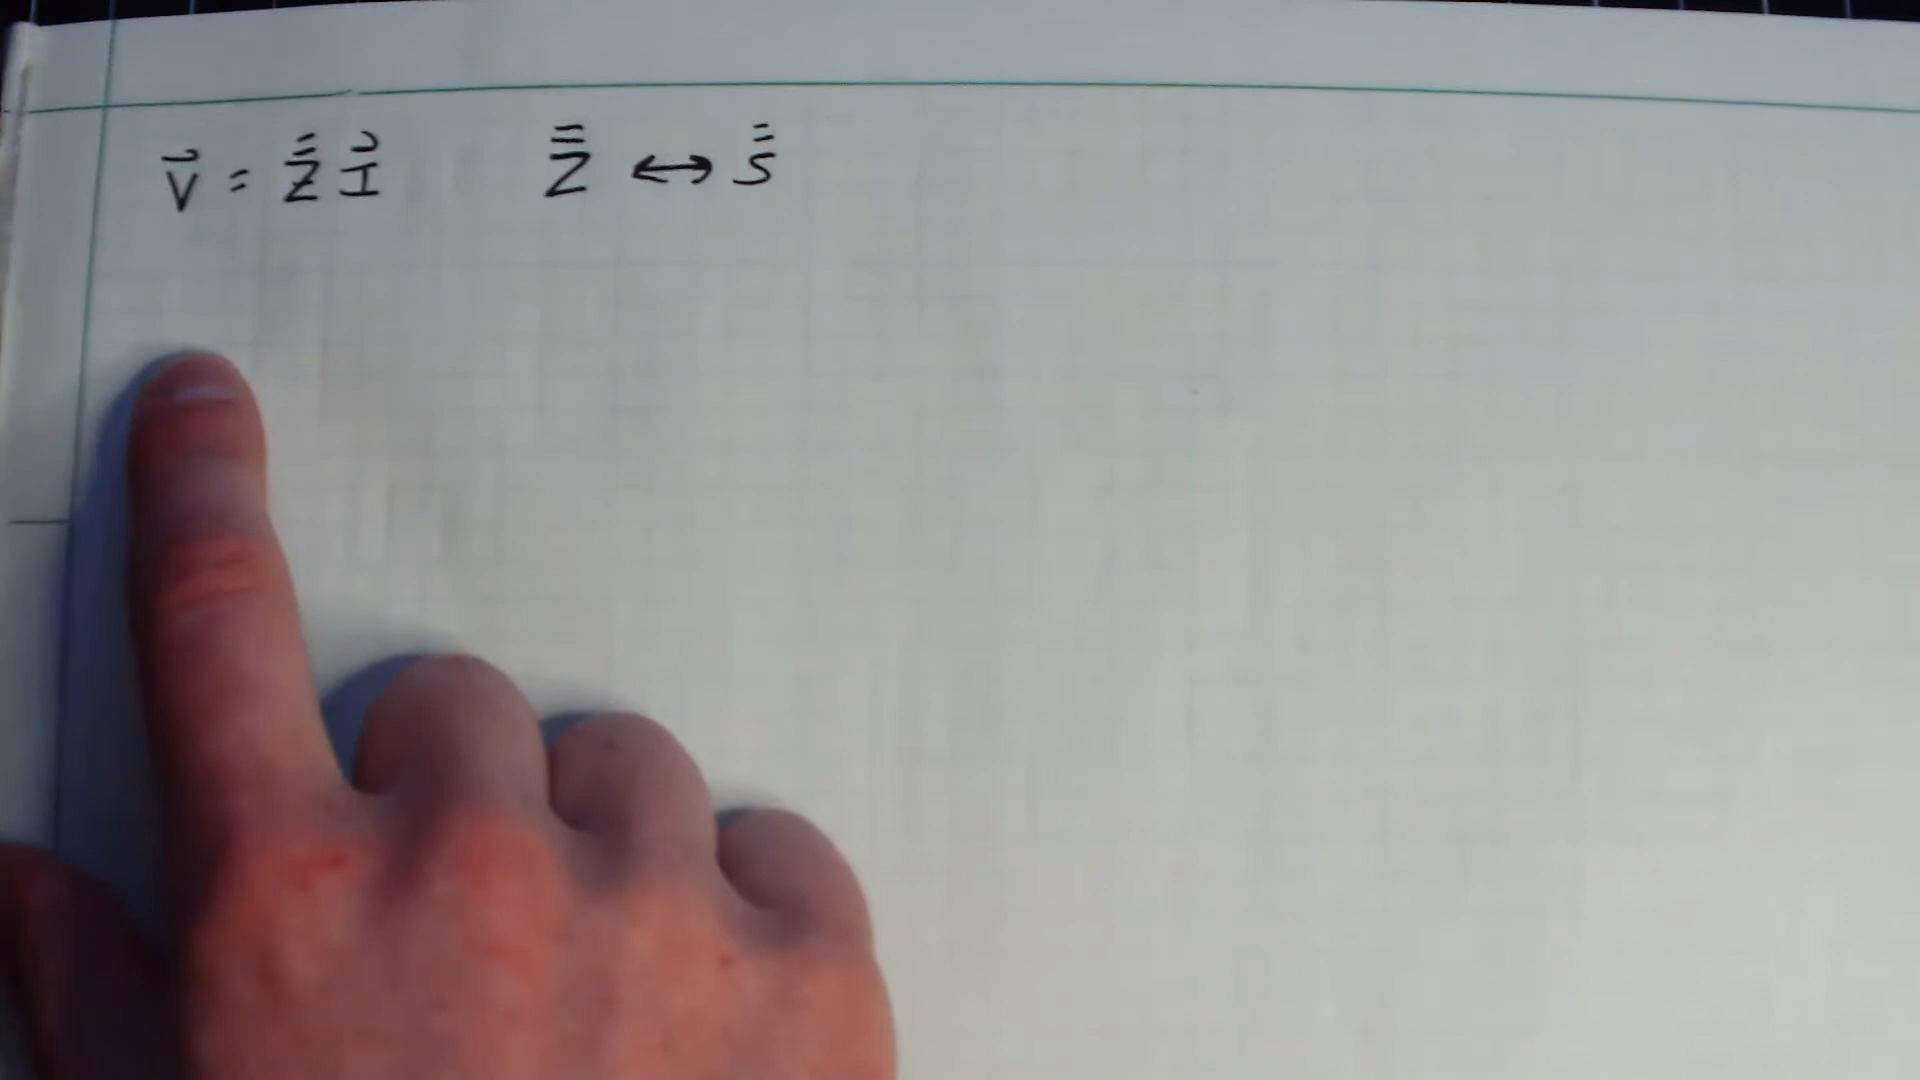 V⃗ = Z̿ I⃗ Z̿ ↔ S̿